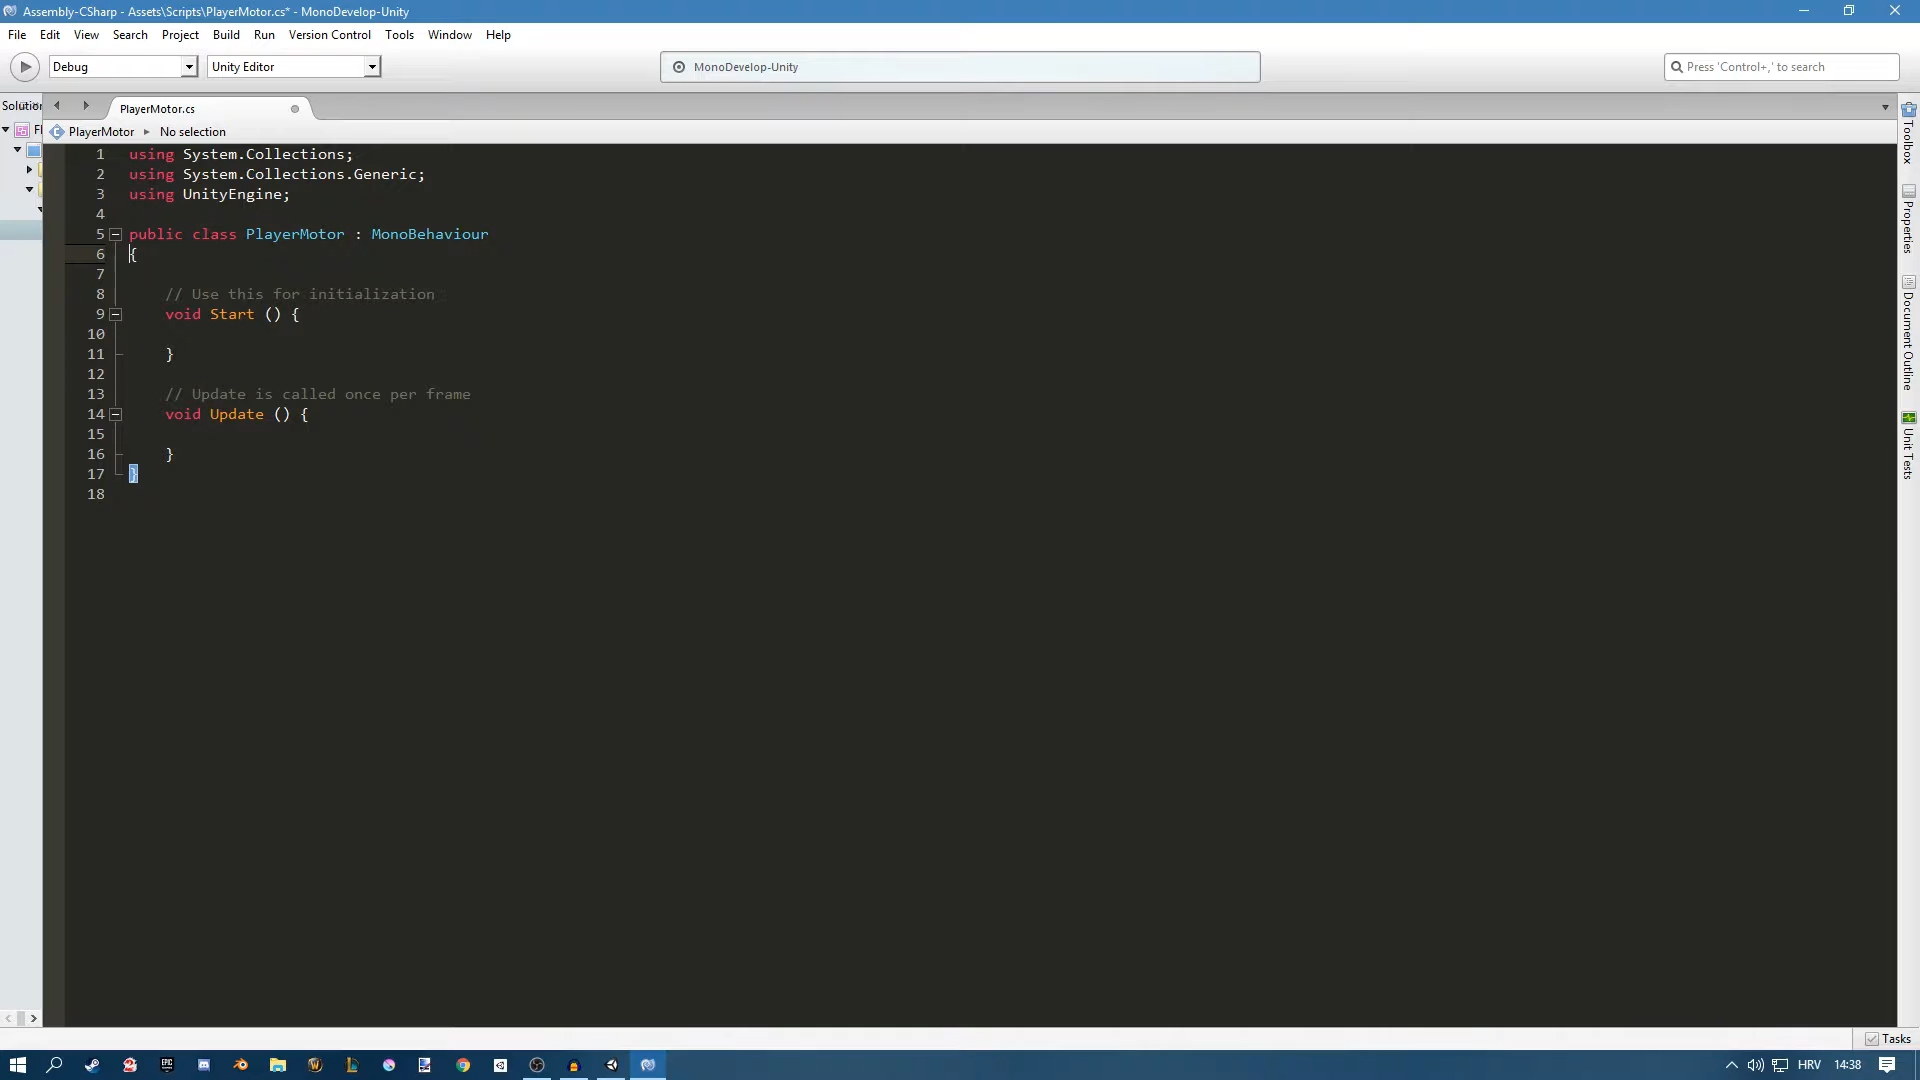 Assembly-CSharp - Assets\Scripts\PlayerMotor.cs* - MonoDevelop-Unity
File Edit View Search Project Build Run Version Control Tools Window Help
Debug Unity Editor MonoDevelop-Unity Press 'Control+,' to search
PlayerMotor.cs
PlayerMotor No selection
1 using System.Collections;
2 using System.Collections.Generic;
3 using UnityEngine;
4
5 public class PlayerMotor : MonoBehaviour
6 {
7
8 // Use this for initialization
9 void Start () {
10
11 }
12
13 // Update is called once per frame
14 void Update () {
15
16 }
17 }
18
Toolbox
Properties
Document Outline
Unit Tests
Tasks
HRV 14:38